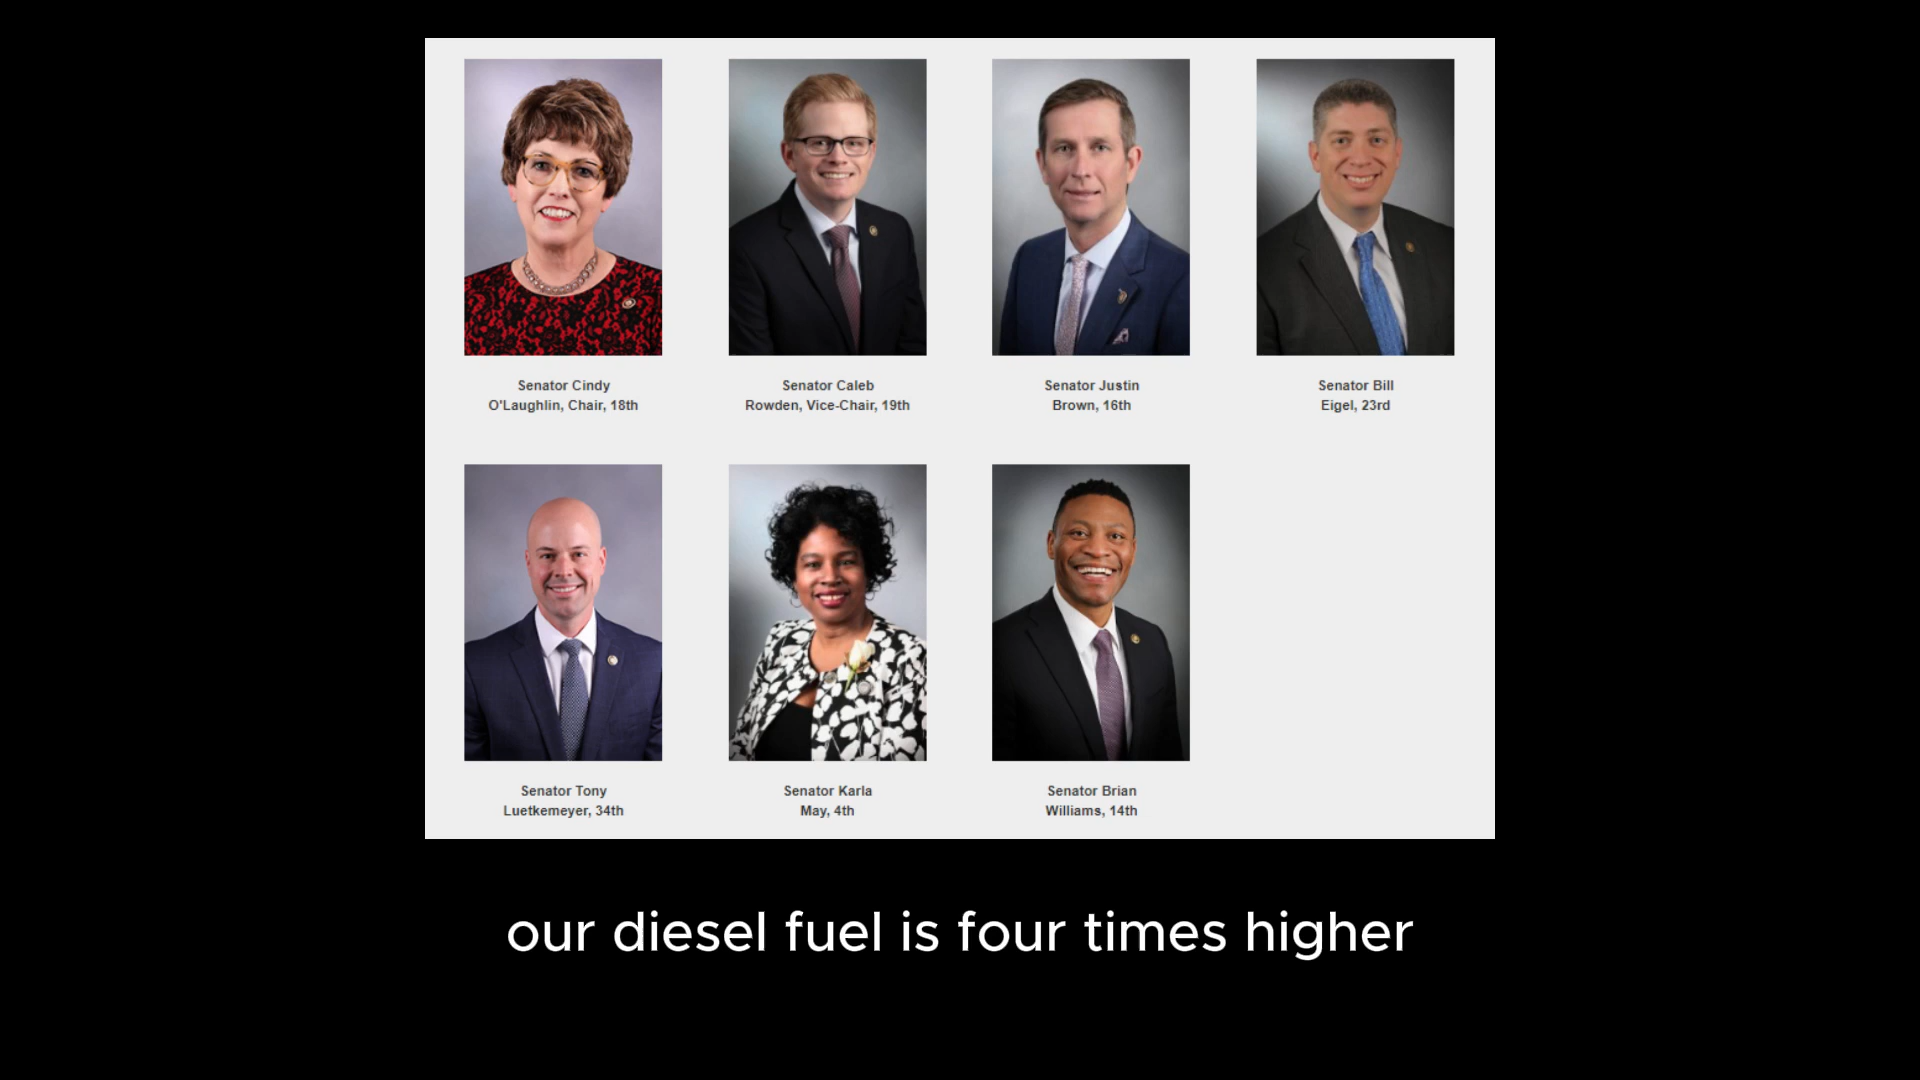 Senator Cindy
O'Laughlin, Chair, 18th
Senator Caleb
Rowden, Vice-Chair, 19th
Senator Justin
Brown, 16th
Senator Bill
Eigel, 23rd
Senator Tony
Luetkemeyer, 34th
Senator Karla
May, 4th
Senator Brian
Williams, 14th
our diesel fuel is four times higher